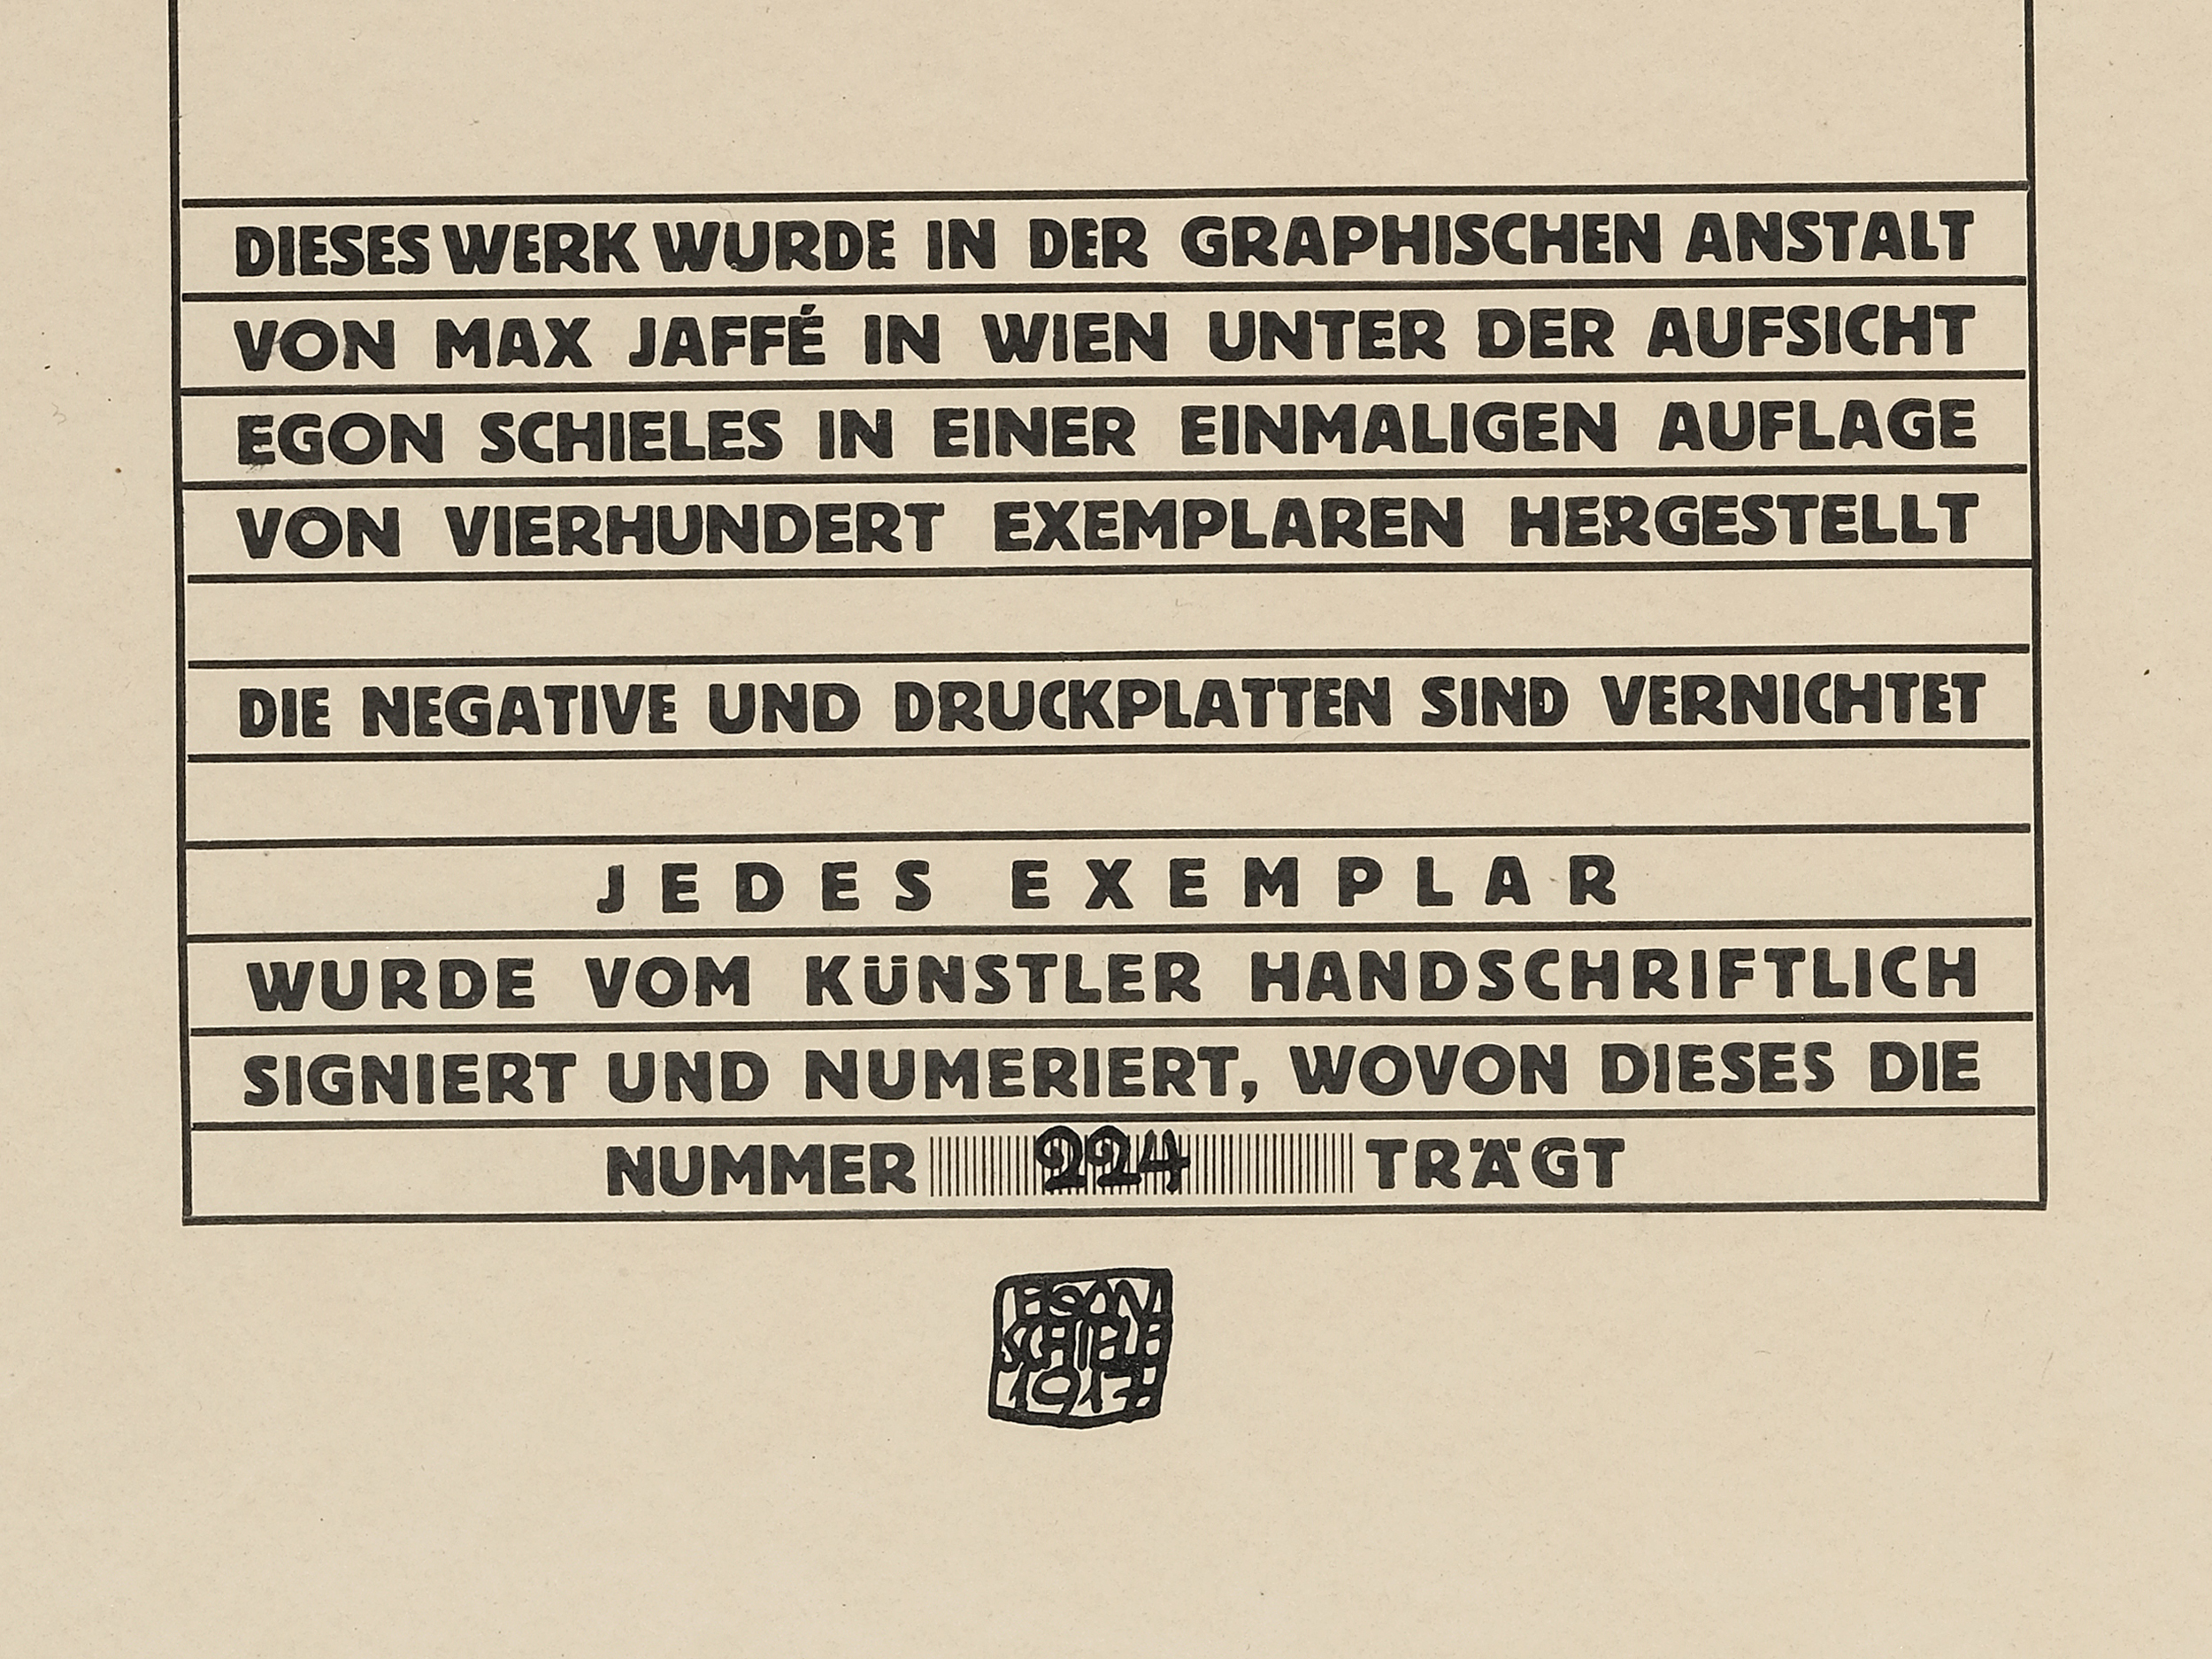 DIESES WERK WURDE IN DER GRAPHISCHEN ANSTALT
VON MAX JAFFÉ IN WIEN UNTER DER AUFSICHT
EGON SCHIELES IN EINER EINMALIGEN AUFLAGE
VON VIERHUNDERT EXEMPLAREN HERGESTELLT
DIE NEGATIVE UND DRUCKPLATTEN SIND VERNICHTET
JEDES EXEMPLAR
WURDE VOM KÜNSTLER HANDSCHRIFTLICH
SIGNIERT UND NUMERIERT, WOVON DIESES DIE
NUMMER 224 TRÄGT
EGON
SCHIELE
1917